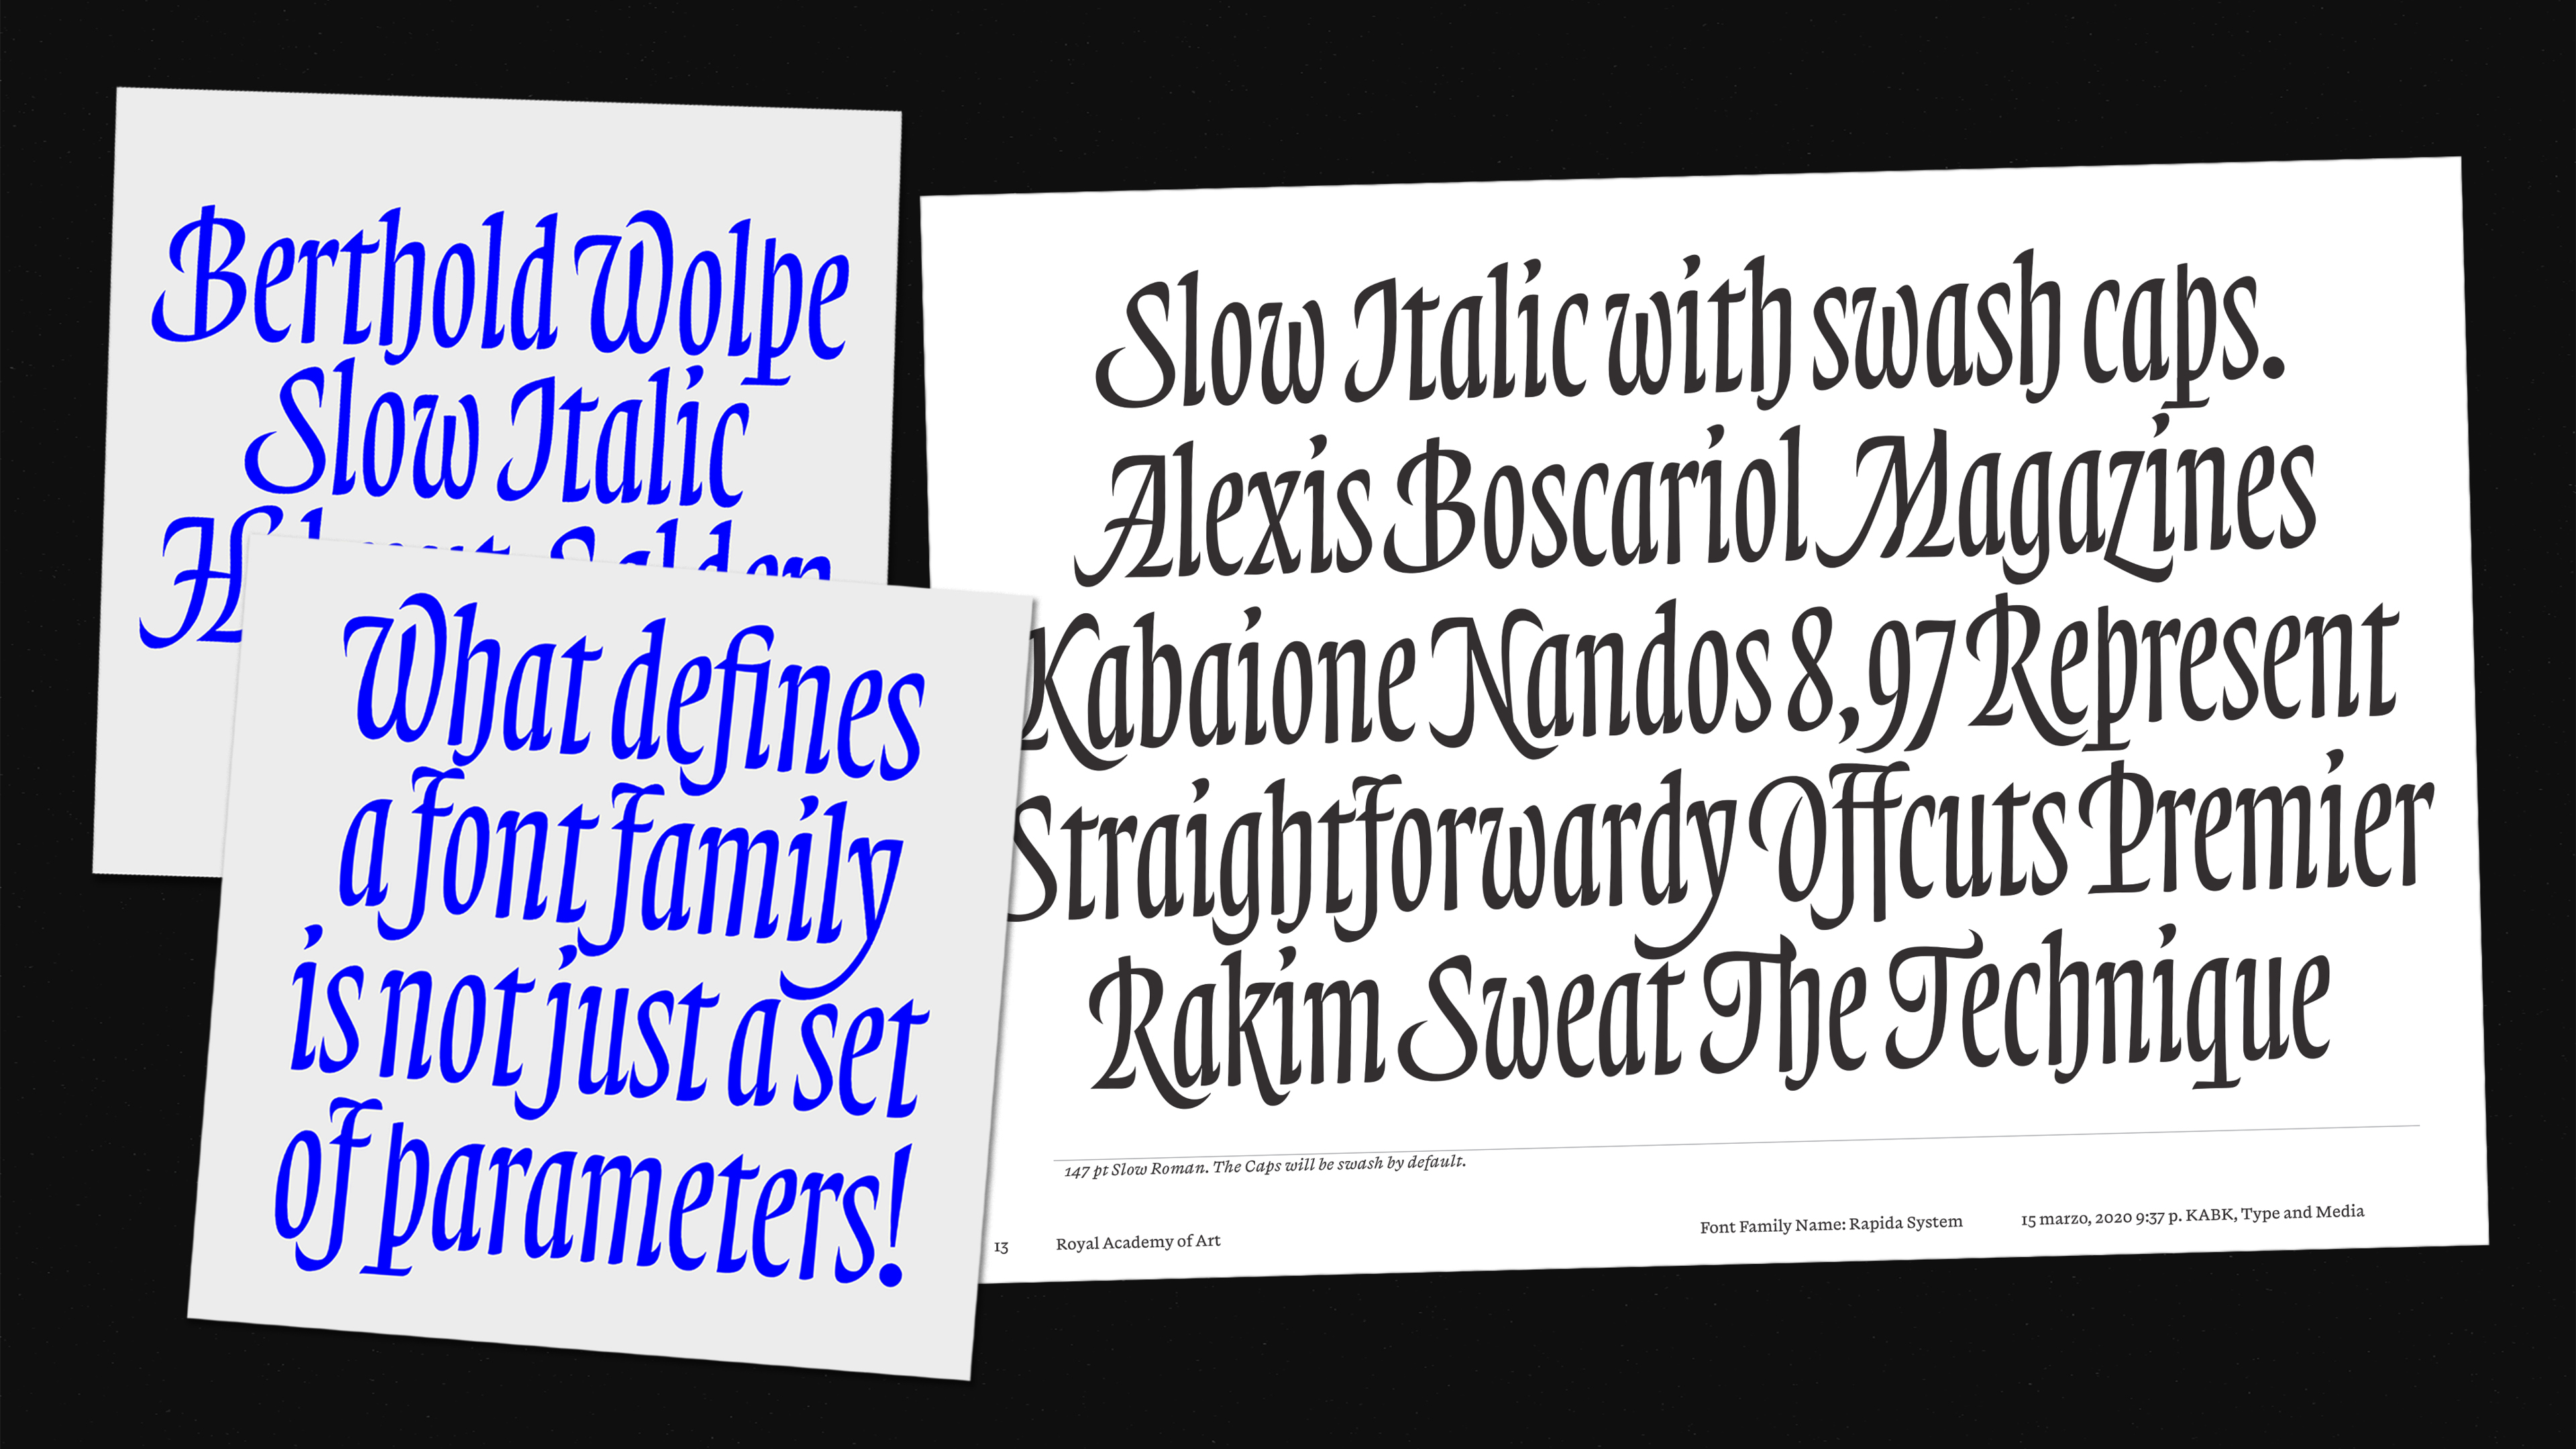 Berthold Wolpe
Slow Italic
Helmut Salden
What defines
a font family
is not just a set
of parameters!
Slow Italic with swash caps.
Alexis Boscariol Magazines
Kabaione Nandos 8,97 Represent
Straightforwardy Offcuts Premier
Rakim Sweat The Technique
147 pt Slow Roman. The Caps will be swash by default.
13
Royal Academy of Art
Font Family Name: Rapida System
15 marzo, 2020 9:37 p. KABK, Type and Media